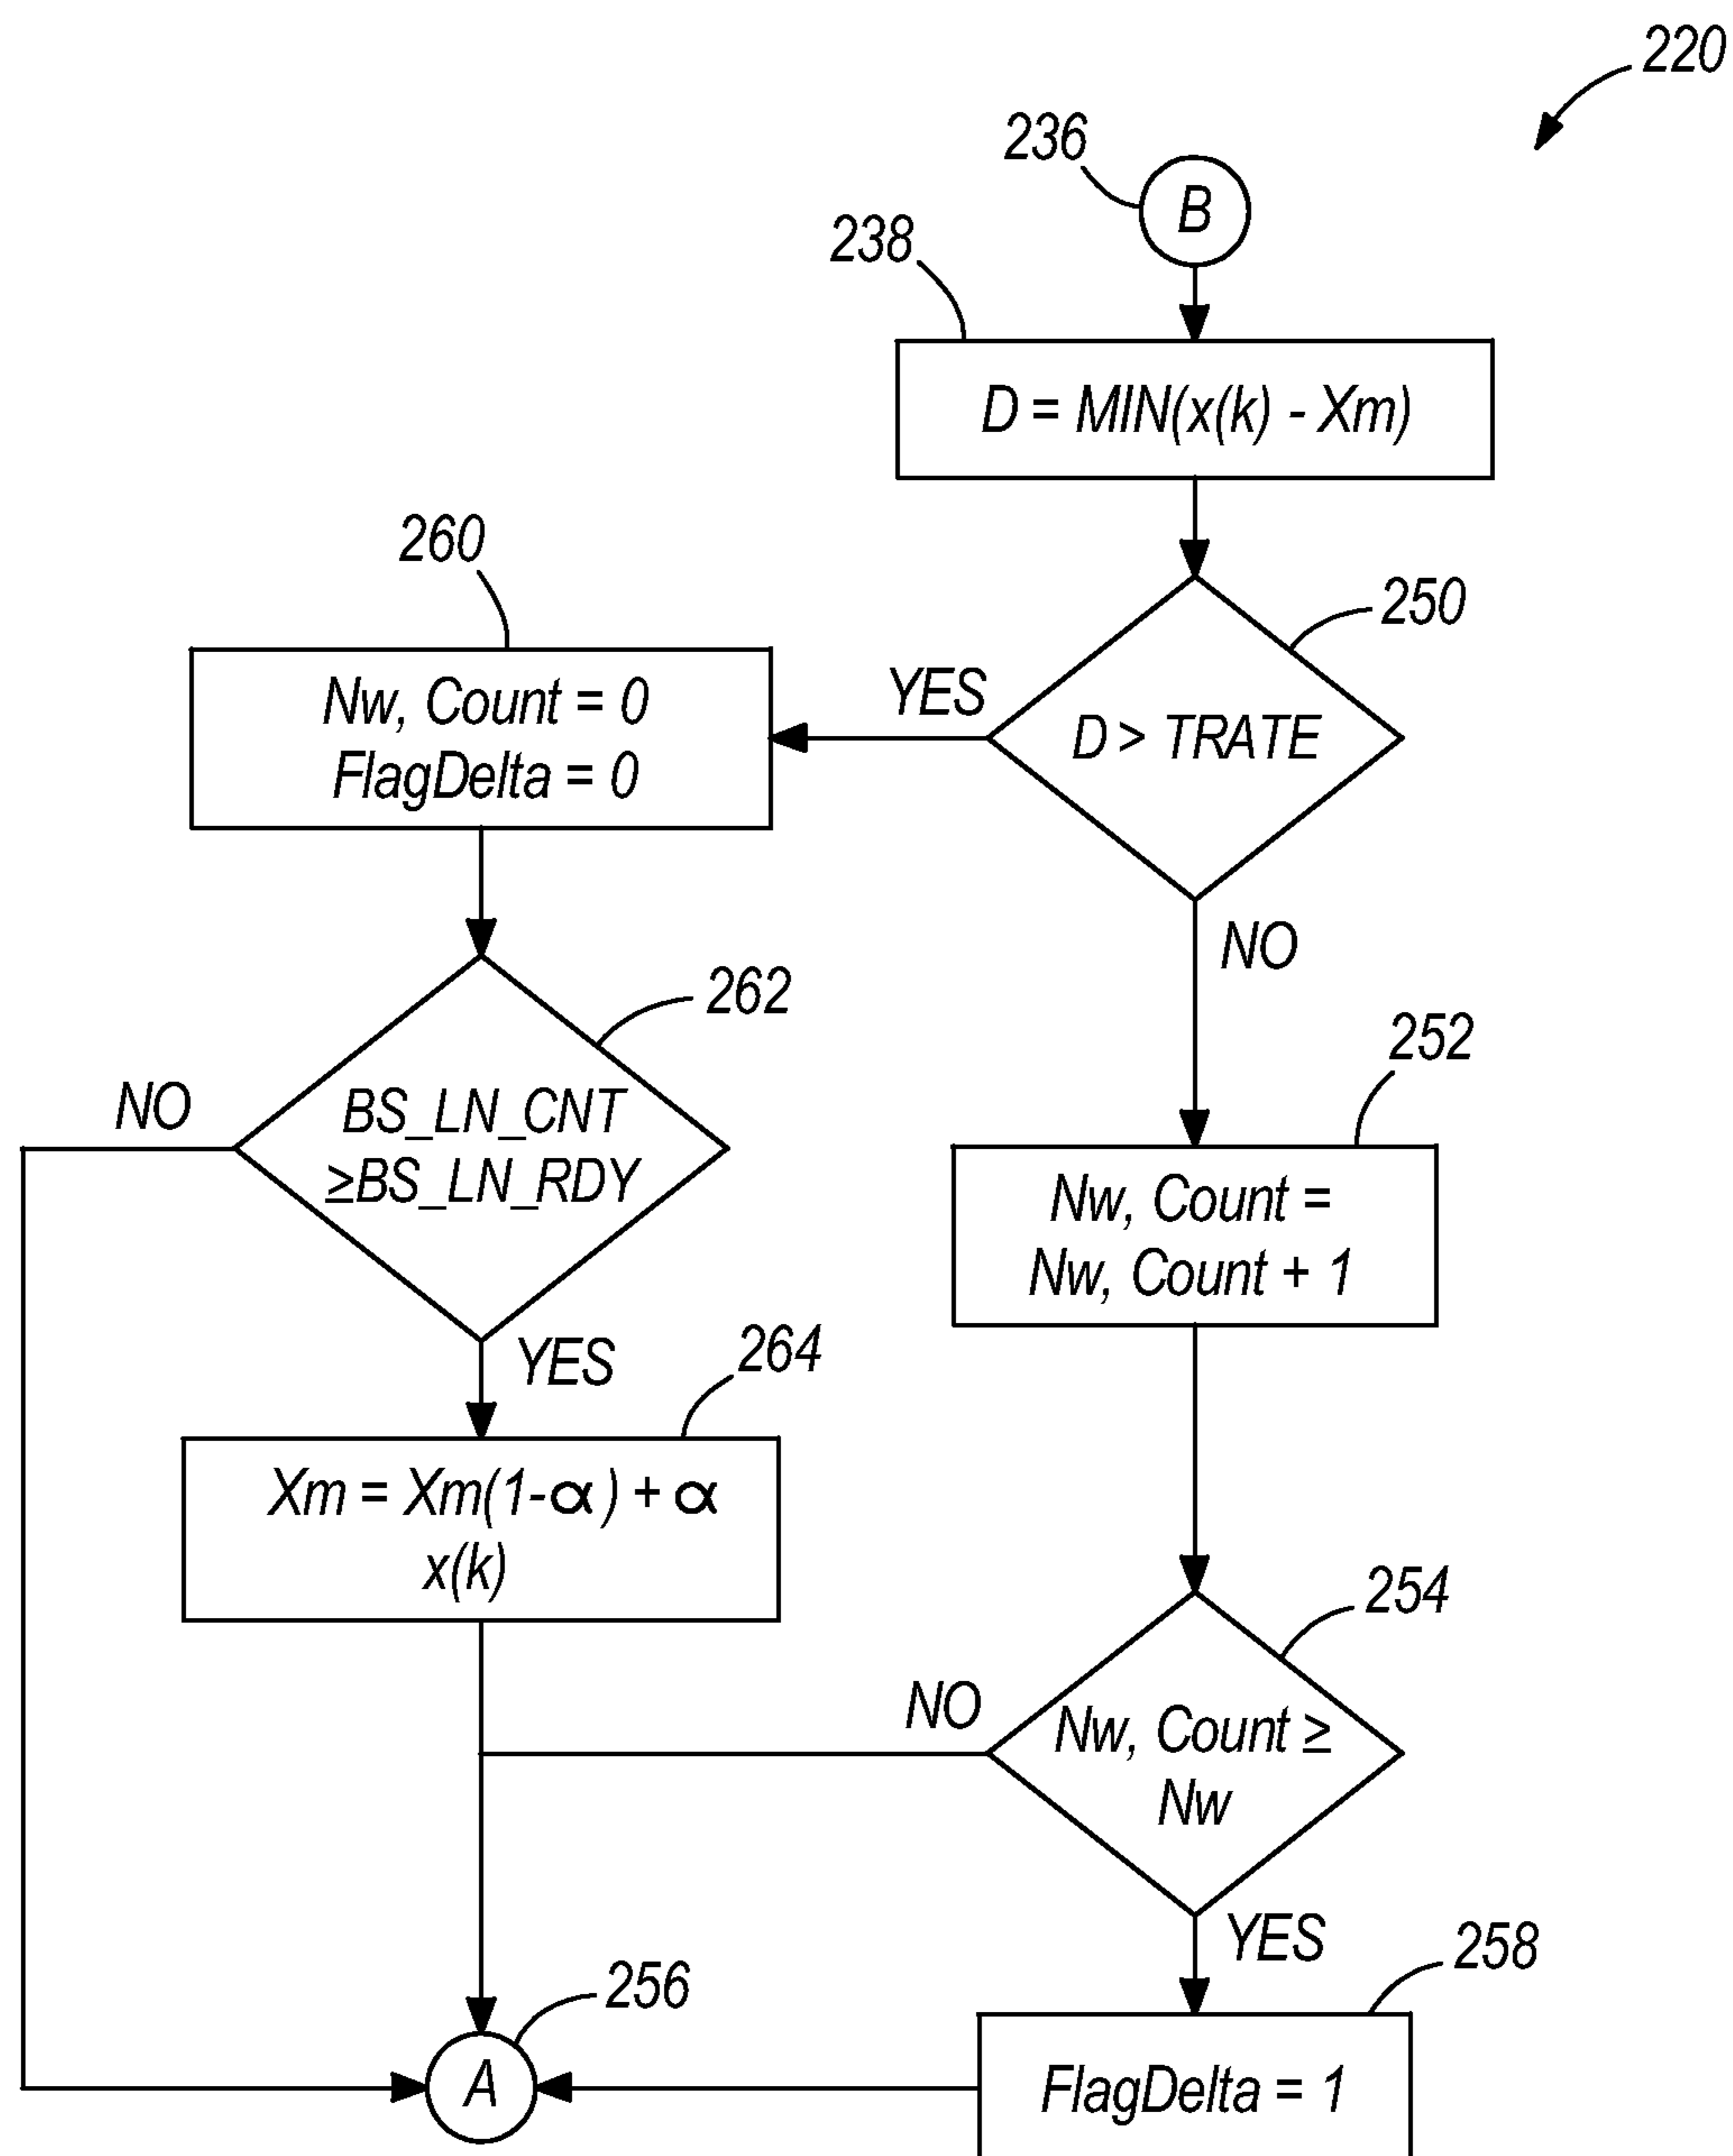 220
236
B
238
D = MIN(x(k) - Xm)
260
250
Nw, Count = 0
FlagDelta = 0
YES
D > TRATE
NO
262
252
NO
BS_LN_CNT
≥BS_LN_RDY
Nw, Count =
Nw, Count + 1
YES
264
Xm = Xm(1-α) + α
x(k)
254
NO
Nw, Count ≥
Nw
YES
258
256
A
FlagDelta = 1